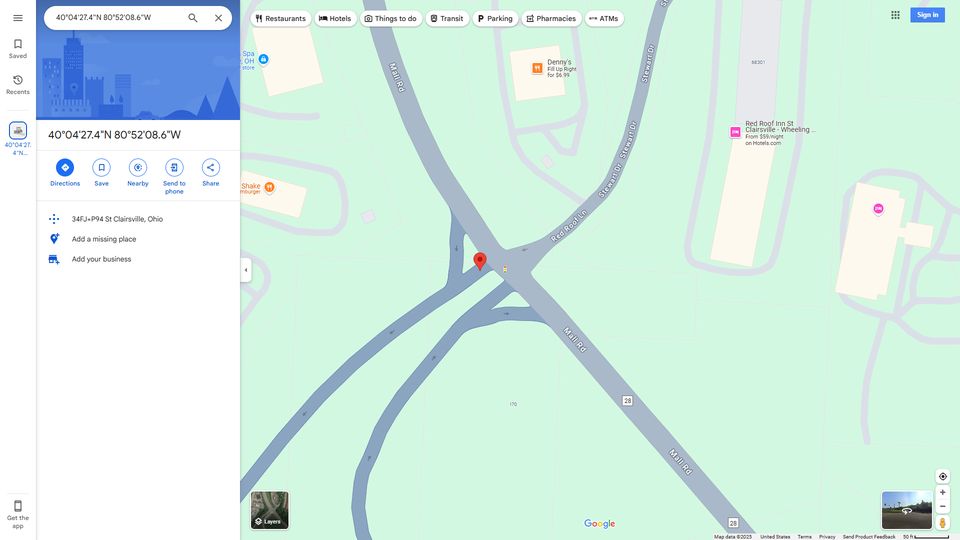 40°04'27.4"N 80°52'08.6"W
Restaurants
Hotels
Things to do
Transit
Parking
Pharmacies
ATMs
Sign in
Saved
Recents
40°04'27.
4"N...
Get the
app
40°04'27.4"N 80°52'08.6"W
Directions
Save
Nearby
Send to
phone
Share
34FJ+P94 St Clairsville, Ohio
Add a missing place
Add your business
Spa
, OH
store
Mall Rd
Denny's
Fill Up Right
for $6.99
Stewart Dr
St
68301
Red Roof Inn St
Clairsville - Wheeling ...
From $59/night
on Hotels.com
Stewart Dr
Stewart Dr
Red Roof Ln
Shake
mburger
Mall Rd
28
170
Mall Rd
28
Layers
Google
Map data ©2025
United States
Terms
Privacy
Send Product Feedback
50 ft